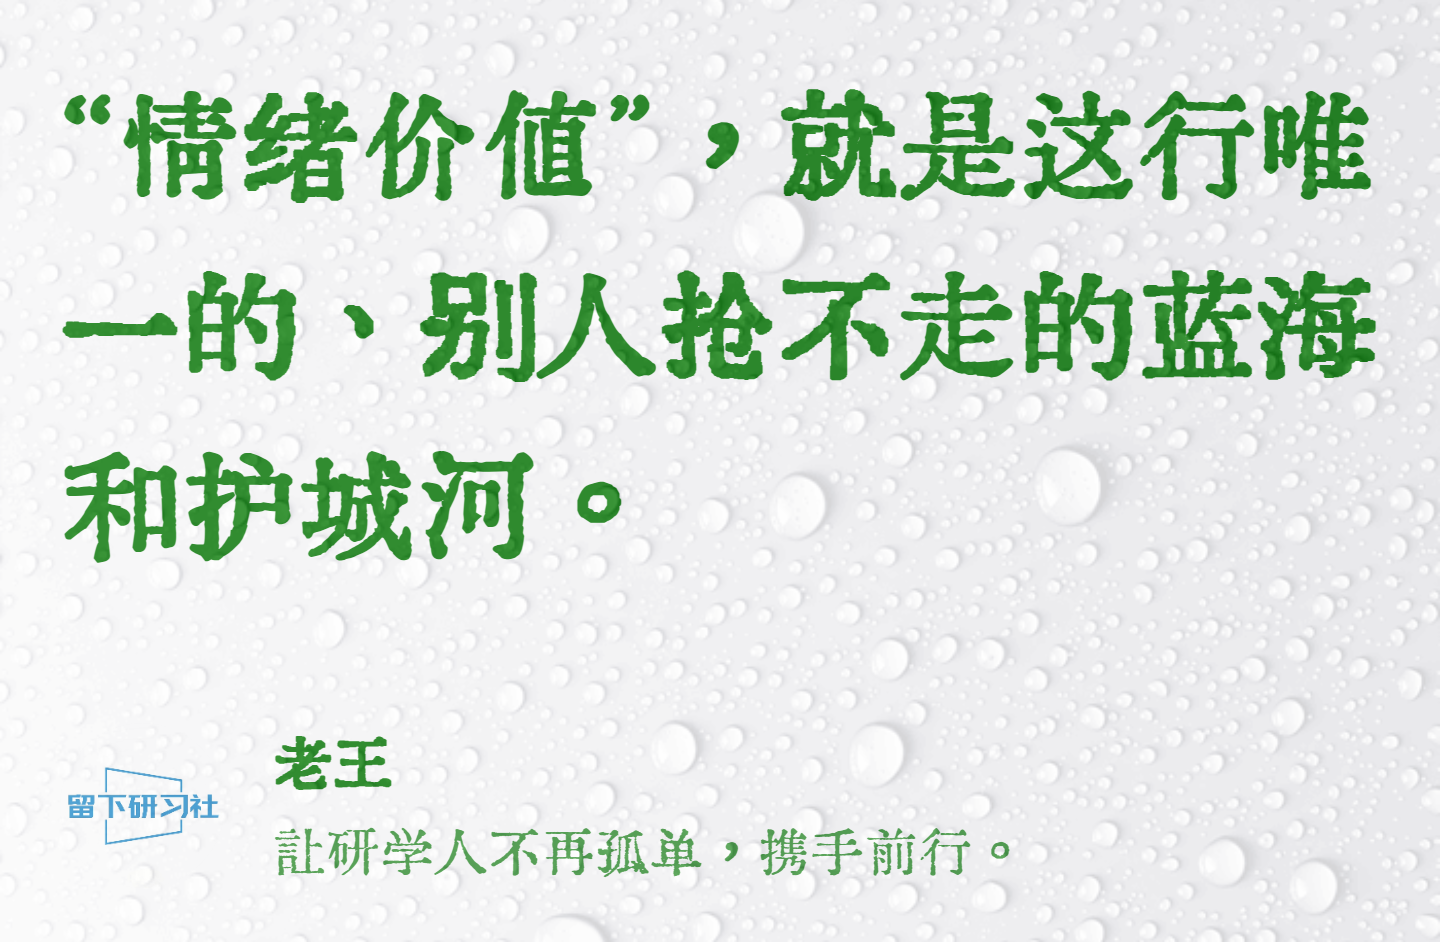 “情绪价値”，就是这行唯
一的、别人抢不走的蓝海
和护城河。
老王
留下研习社
訨研学人不再孤单，携手前行。